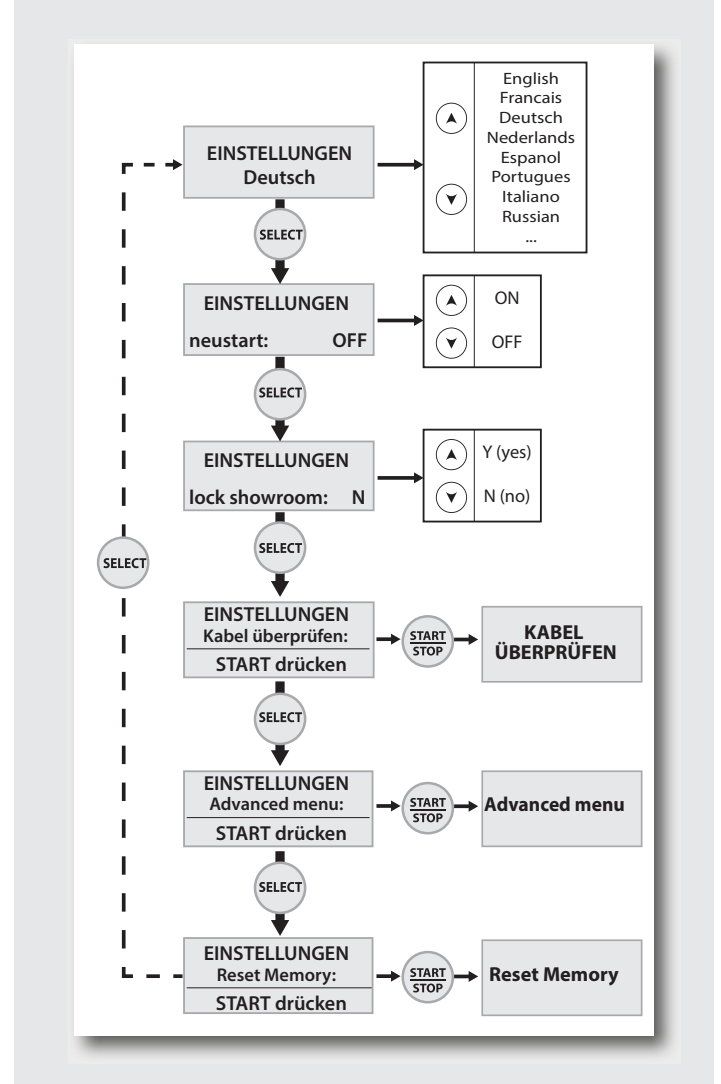 EINSTELLUNGEN
Deutsch
English
Francais
Deutsch
Nederlands
Espanol
Portugues
Italiano
Russian
...
SELECT
EINSTELLUNGEN
neustart: OFF
ON
OFF
SELECT
EINSTELLUNGEN
lock showroom: N
Y (yes)
N (no)
SELECT
SELECT
EINSTELLUNGEN
Kabel überprüfen:
START drücken
START
STOP
KABEL
ÜBERPRÜFEN
SELECT
EINSTELLUNGEN
Advanced menu:
START drücken
START
STOP
Advanced menu
SELECT
EINSTELLUNGEN
Reset Memory:
START drücken
START
STOP
Reset Memory